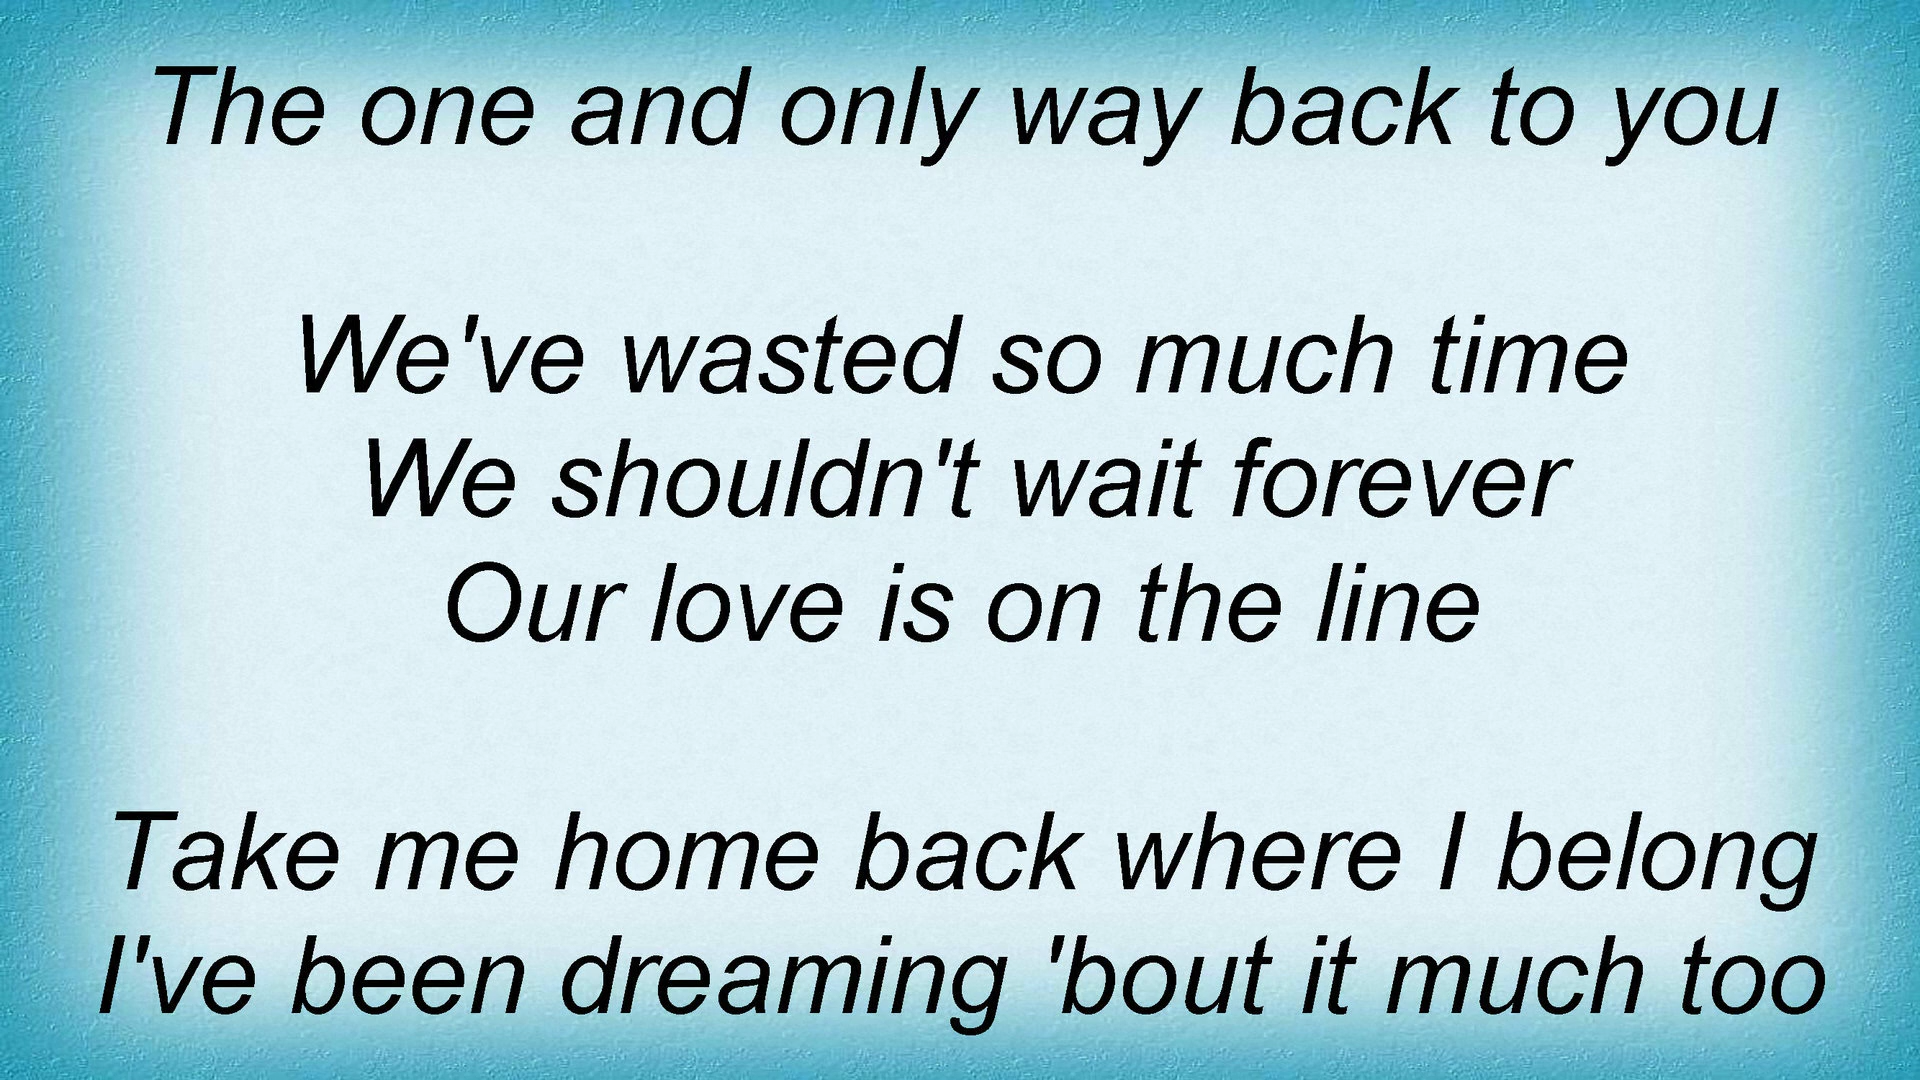 The one and only way back to you
We've wasted so much time
We shouldn't wait forever
Our love is on the line
Take me home back where I belong
I've been dreaming 'bout it much too